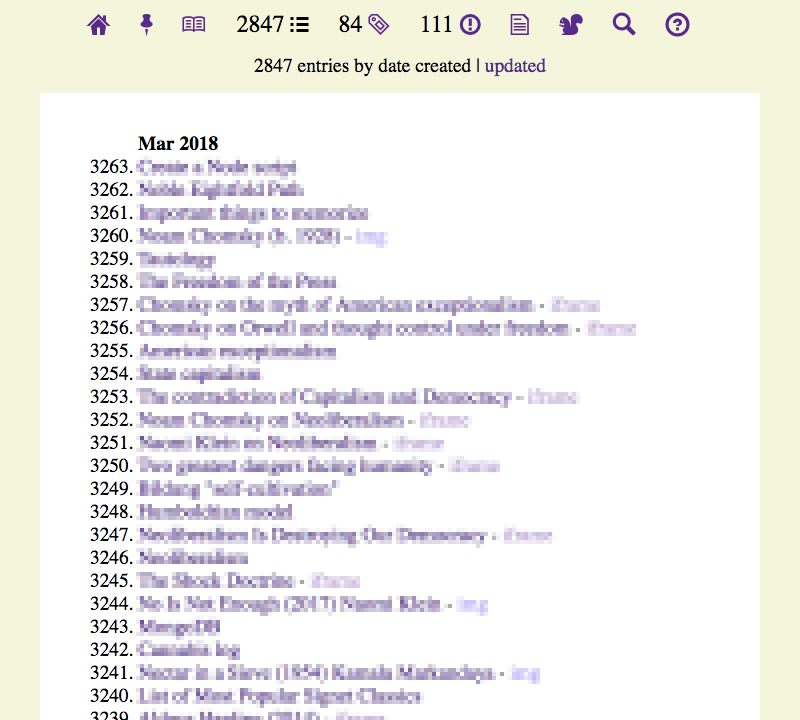 2847 84 111
2847 entries by date created | updated
Mar 2018
3263. Create a Node script
3262. Noble Eightfold Path
3261. Important things to memorize
3260. Noam Chomsky (b. 1928) - img
3259. Tautology
3258. The Freedom of the Press
3257. Chomsky on the myth of American exceptionalism - iframe
3256. Chomsky on Orwell and thought control under freedom - iframe
3255. American exceptionalism
3254. State capitalism
3253. The contradiction of Capitalism and Democracy - iframe
3252. Noam Chomsky on Neoliberalism - iframe
3251. Naomi Klein on Neoliberalism - iframe
3250. Two greatest dangers facing humanity - iframe
3249. Bildung "self-cultivation"
3248. Humboldtian model
3247. Neoliberalism Is Destroying Our Democracy - iframe
3246. Neoliberalism
3245. The Shock Doctrine - iframe
3244. No Is Not Enough (2017) Naomi Klein - img
3243. MongoDB
3242. Cannabis log
3241. Nectar in a Sieve (1954) Kamala Markandaya - img
3240. List of Most Popular Signet Classics
3239.